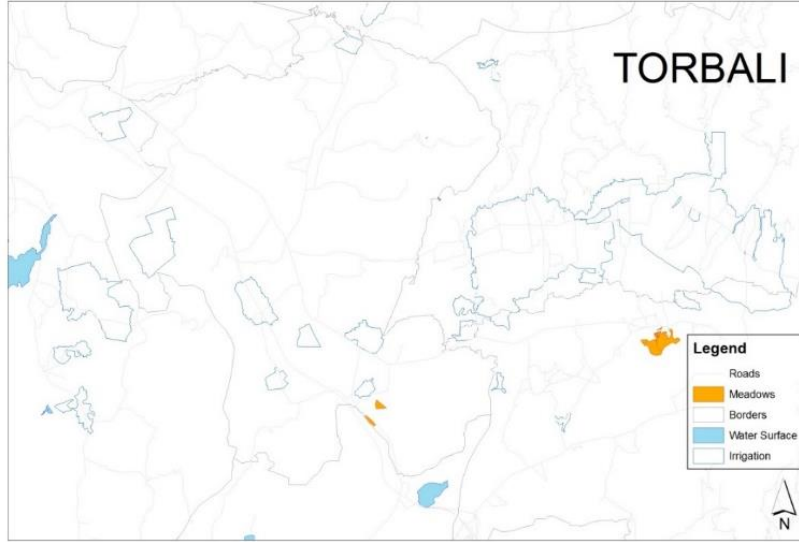 TORBALI
Legend
Roads
Meadows
Borders
Water Surface
Irrigation
N